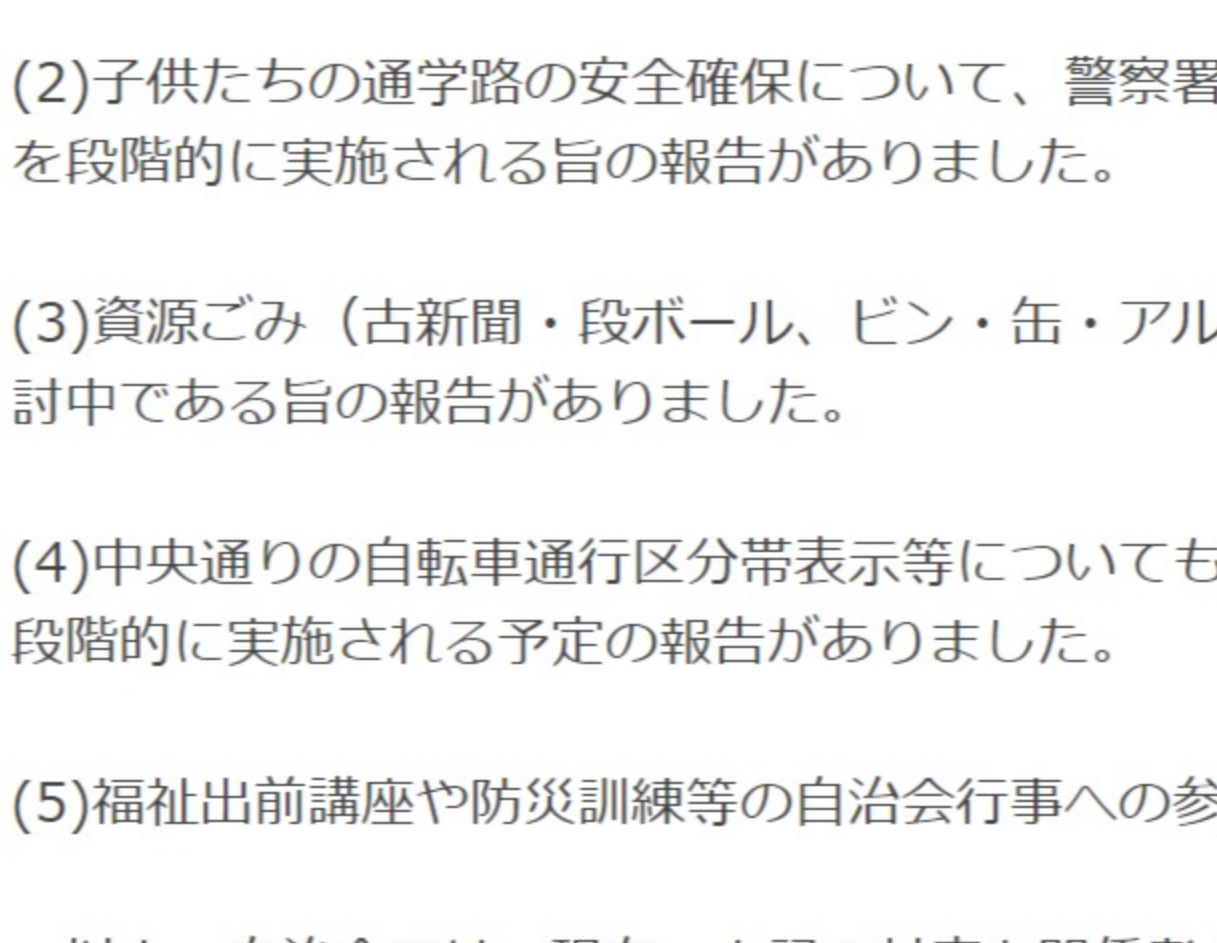 (2)子供たちの通学路の安全確保について、警察署
を段階的に実施される旨の報告がありました。
(3)資源ごみ（古新聞・段ボール、ビン・缶・アル
討中である旨の報告がありました。
(4)中央通りの自転車通行区分帯表示等についても
段階的に実施される予定の報告がありました。
(5)福祉出前講座や防災訓練等の自治会行事への参